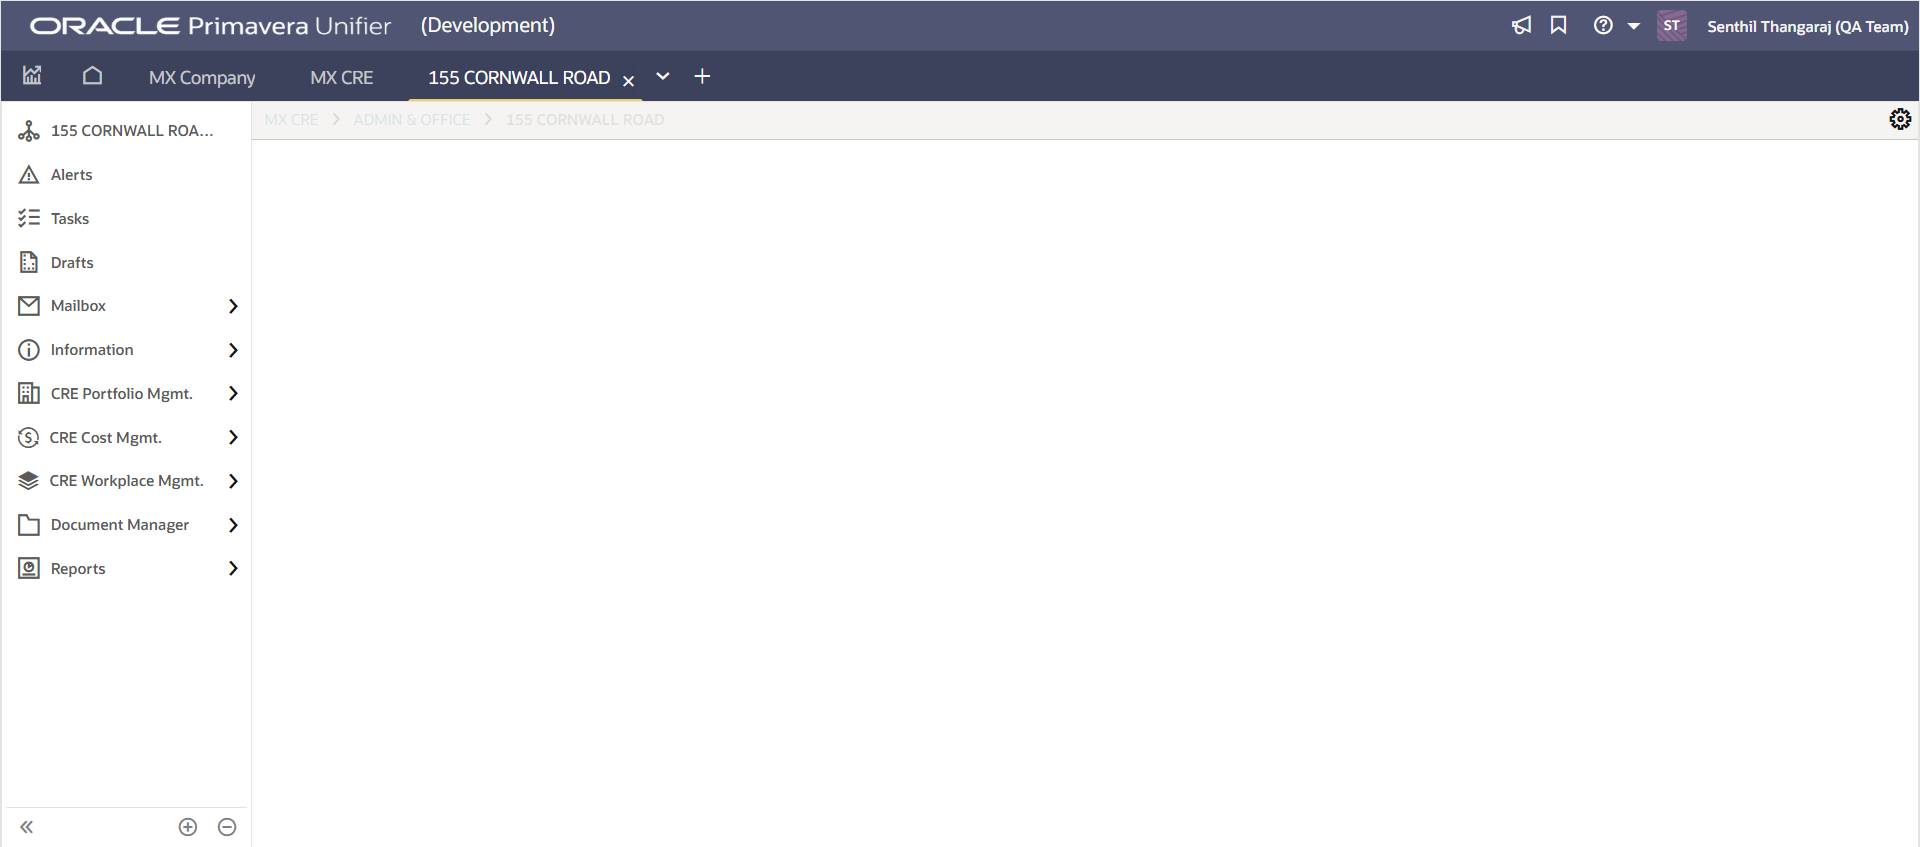 ORACLE Primavera Unifier (Development) ST Senthil Thangaraj (QA Team)
MX Company MX CRE 155 CORNWALL ROAD
155 CORNWALL ROA... MX CRE ADMIN & OFFICE 155 CORNWALL ROAD
Alerts
Tasks
Drafts
Mailbox
Information
CRE Portfolio Mgmt.
CRE Cost Mgmt.
CRE Workplace Mgmt.
Document Manager
Reports